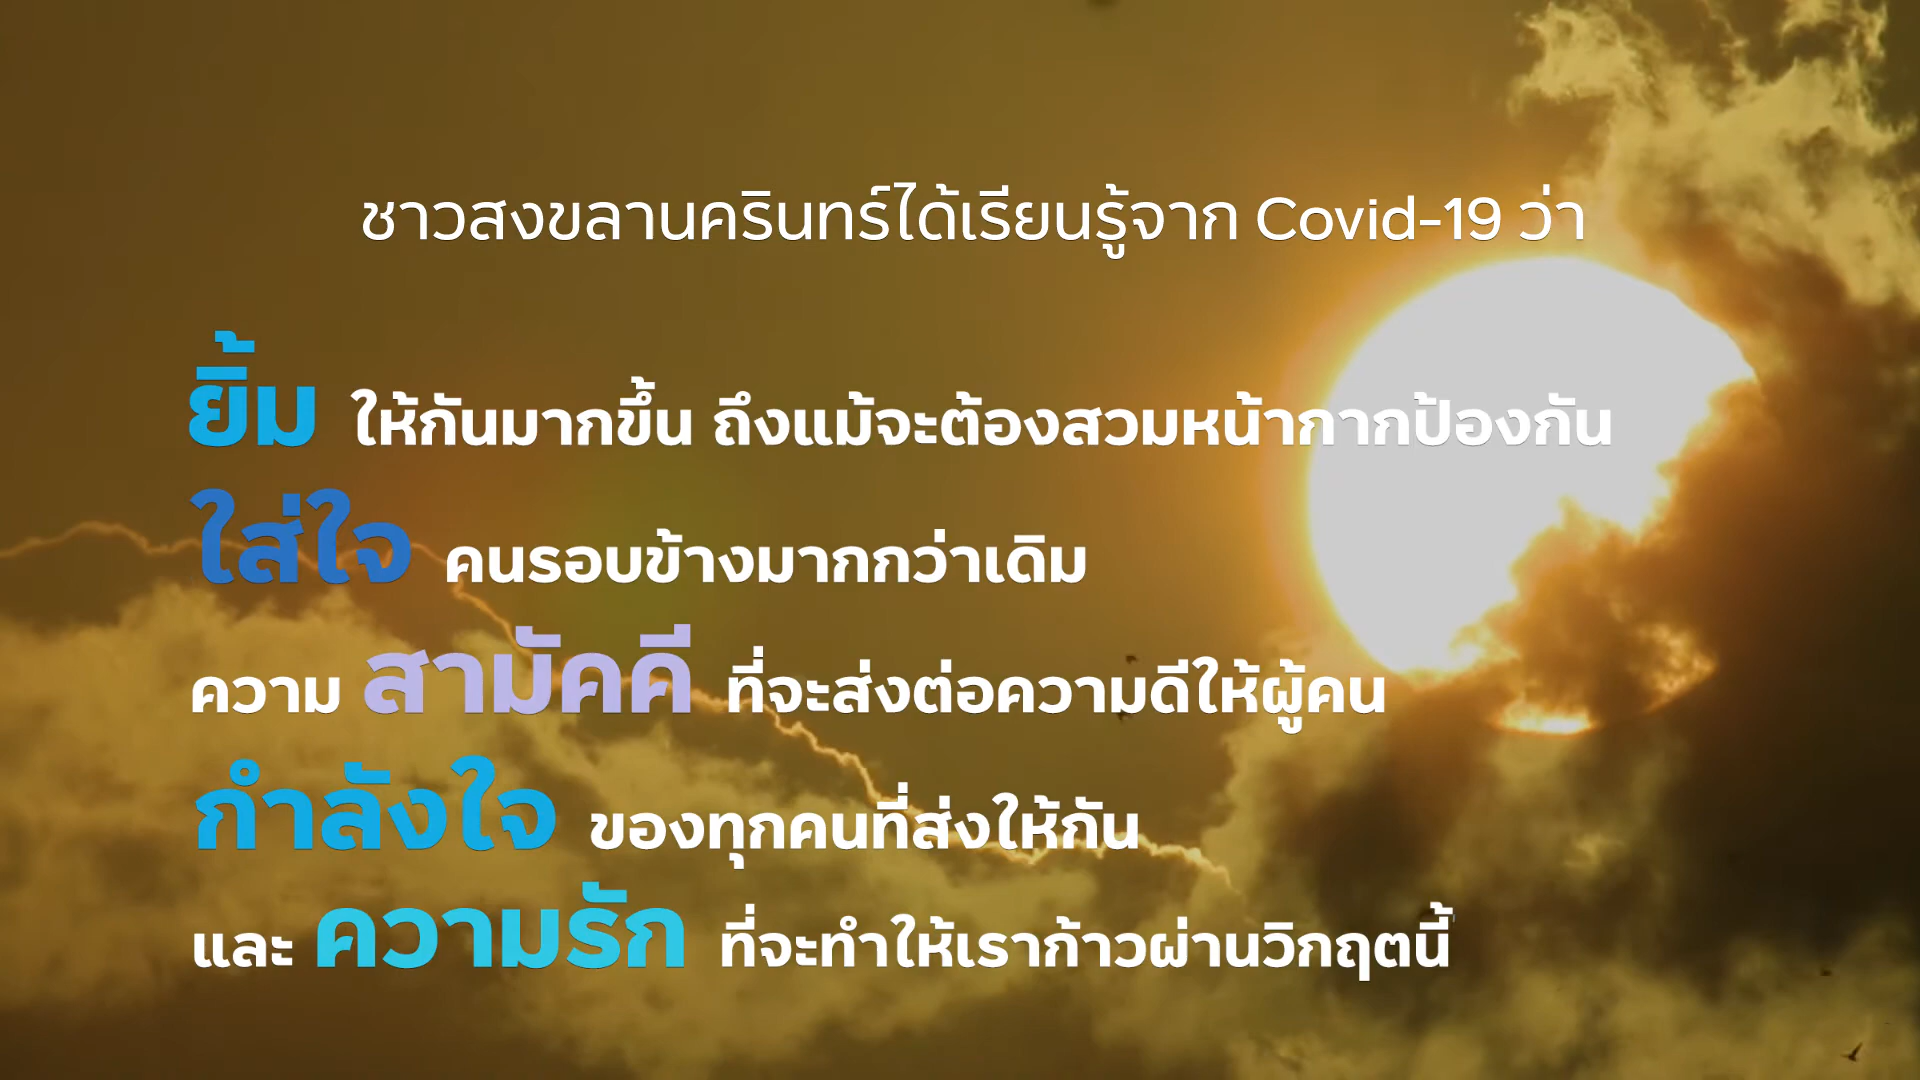 ชาวสงขลานครินทร์ได้เรียนรู้จาก Covid-19 ว่า
ยิ้ม ให้กันมากขึ้น ถึงแม้จะต้องสวมหน้ากากป้องกัน
ใส่ใจ คนรอบข้างมากกว่าเดิม
ความ สามัคคี ที่จะส่งต่อความดีให้ผู้คน
กำลังใจ ของทุกคนที่ส่งให้กัน
และ ความรัก ที่จะทำให้เราก้าวผ่านวิกฤตนี้